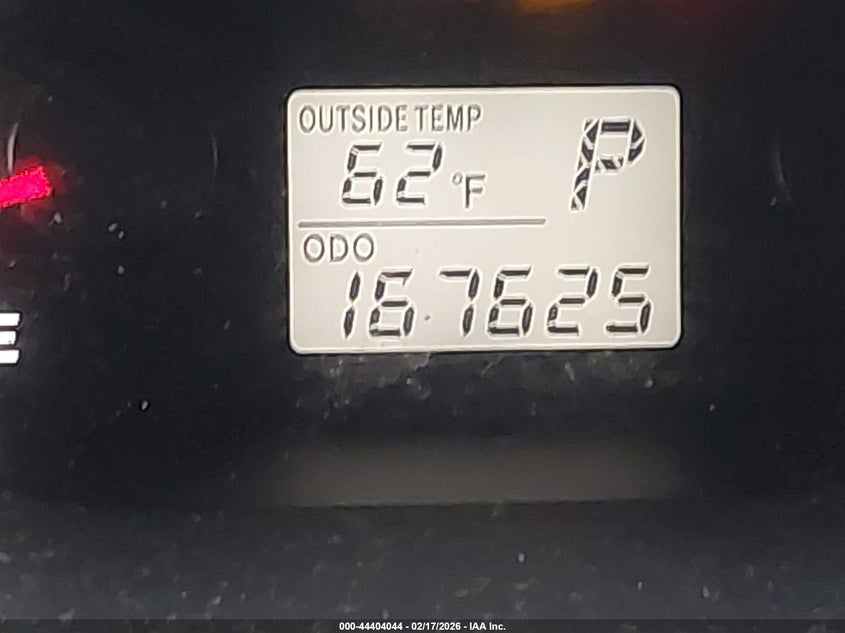 OUTSIDE TEMP
P
62°F
ODO
167625
E
000-44404044 - 02/17/2026 - IAA Inc.